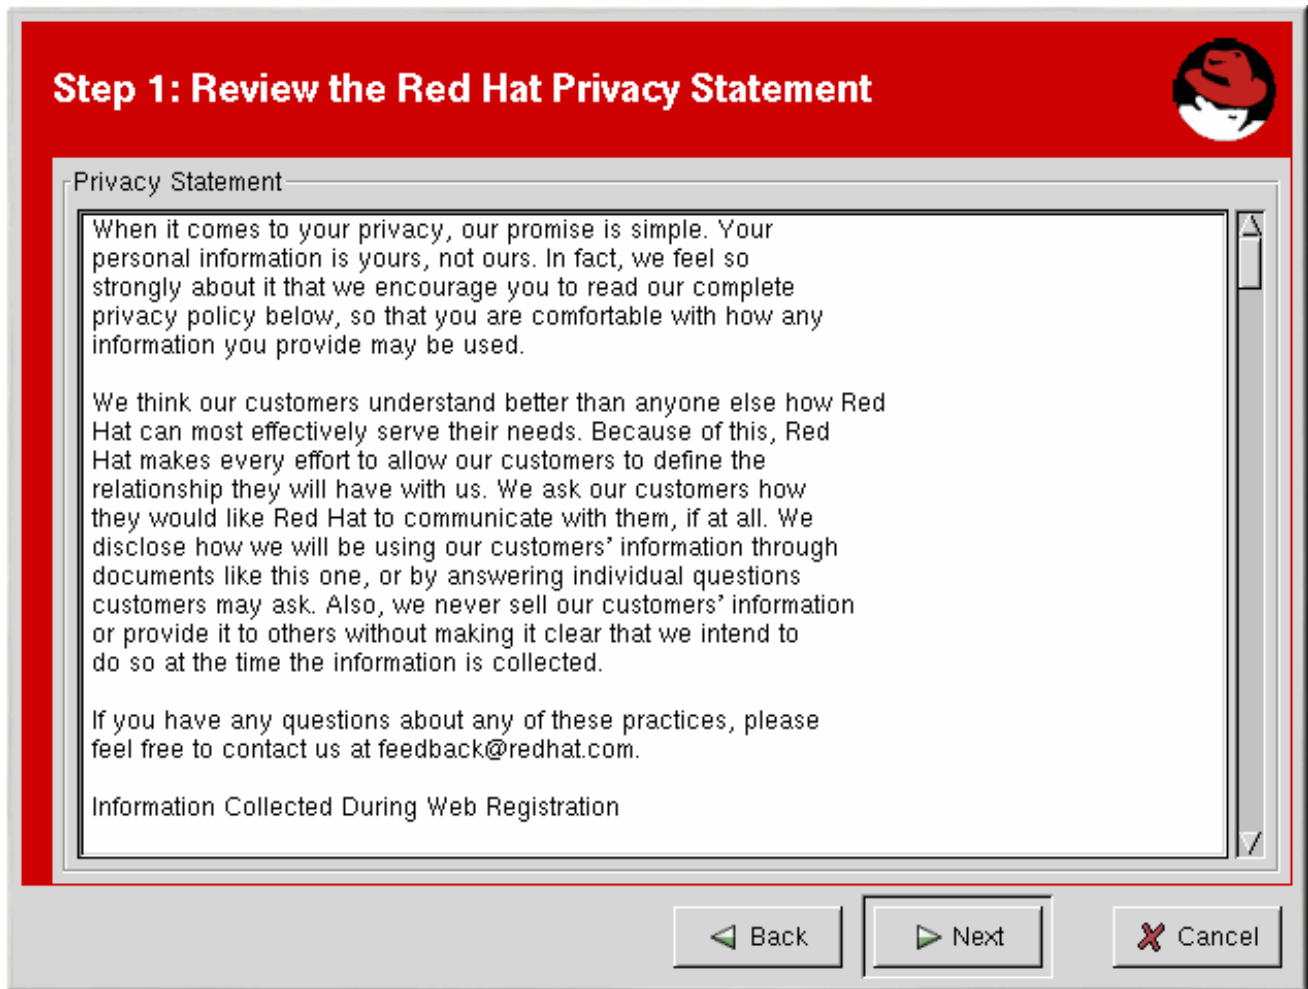 Step 1: Review the Red Hat Privacy Statement
Privacy Statement
When it comes to your privacy, our promise is simple. Your
personal information is yours, not ours. In fact, we feel so
strongly about it that we encourage you to read our complete
privacy policy below, so that you are comfortable with how any
information you provide may be used.
We think our customers understand better than anyone else how Red
Hat can most effectively serve their needs. Because of this, Red
Hat makes every effort to allow our customers to define the
relationship they will have with us. We ask our customers how
they would like Red Hat to communicate with them, if at all. We
disclose how we will be using our customers’ information through
documents like this one, or by answering individual questions
customers may ask. Also, we never sell our customers’ information
or provide it to others without making it clear that we intend to
do so at the time the information is collected.
If you have any questions about any of these practices, please
feel free to contact us at feedback@redhat.com.
Information Collected During Web Registration
Back
Next
Cancel